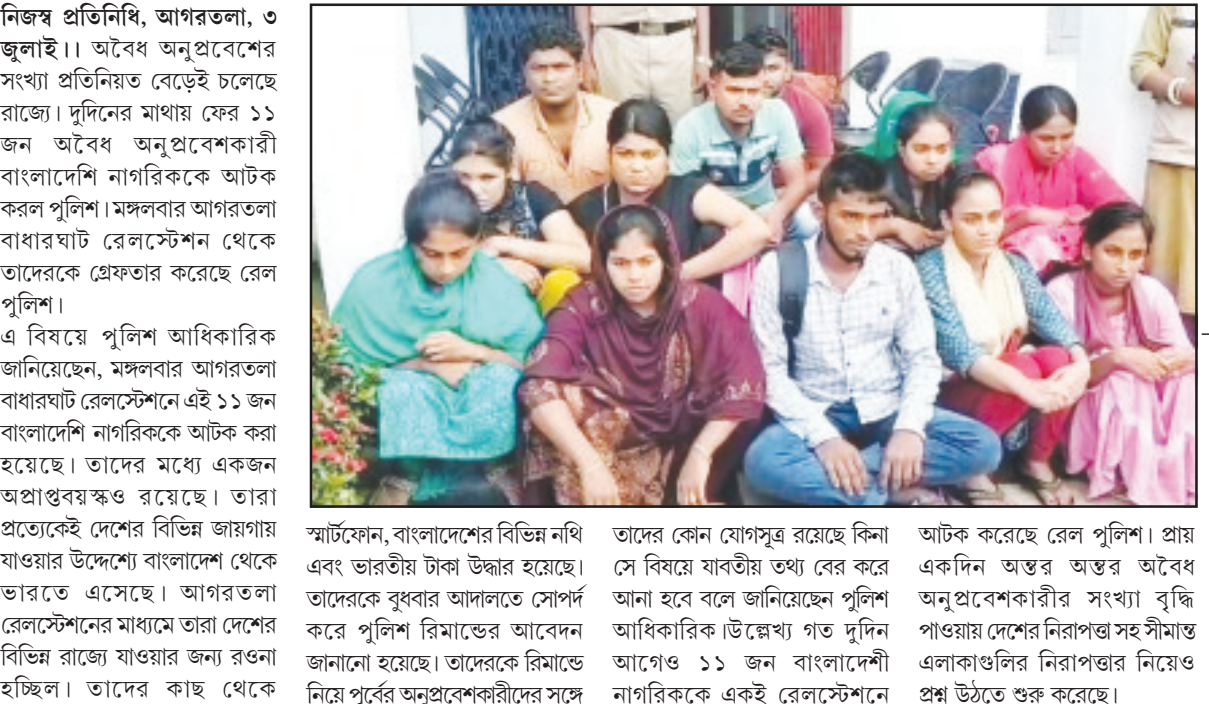 নিজস্ব প্রতিনিধি, আগরতলা, ৩
জুলাই।। অবৈধ অনুপ্রবেশের
সংখ্যা প্রতিনিয়ত বেড়েই চলেছে
রাজ্যে। দুদিনের মাথায় ফের ১১
জন অবৈধ অনুপ্রবেশকারী
বাংলাদেশি নাগরিককে আটক
করল পুলিশ। মঙ্গলবার আগরতলা
বাধারঘাট রেলস্টেশন থেকে
তাদেরকে গ্রেফতার করেছে রেল
পুলিশ।
এ বিষয়ে পুলিশ আধিকারিক
জানিয়েছেন, মঙ্গলবার আগরতলা
বাধারঘাট রেলস্টেশনে এই ১১ জন
বাংলাদেশি নাগরিককে আটক করা
হয়েছে। তাদের মধ্যে একজন
অপ্রাপ্তবয়স্কও রয়েছে। তারা
প্রত্যেকেই দেশের বিভিন্ন জায়গায়
যাওয়ার উদ্দেশ্যে বাংলাদেশ থেকে
ভারতে এসেছে। আগরতলা
রেলস্টেশনের মাধ্যমে তারা দেশের
বিভিন্ন রাজ্যে যাওয়ার জন্য রওনা
হচ্ছিল। তাদের কাছ থেকে
স্মার্টফোন, বাংলাদেশের বিভিন্ন নথি
এবং ভারতীয় টাকা উদ্ধার হয়েছে।
তাদেরকে বুধবার আদালতে সোপর্দ
করে পুলিশ রিমান্ডের আবেদন
জানানো হয়েছে। তাদেরকে রিমান্ডে
নিয়ে পূর্বের অনুপ্রবেশকারীদের সঙ্গে
তাদের কোন যোগসূত্র রয়েছে কিনা
সে বিষয়ে যাবতীয় তথ্য বের করে
আনা হবে বলে জানিয়েছেন পুলিশ
আধিকারিক।উল্লেখ্য গত দুদিন
আগেও ১১ জন বাংলাদেশী
নাগরিককে একই রেলস্টেশনে
আটক করেছে রেল পুলিশ। প্রায়
একদিন অন্তর অন্তর অবৈধ
অনুপ্রবেশকারীর সংখ্যা বৃদ্ধি
পাওয়ায় দেশের নিরাপত্তা সহ সীমান্ত
এলাকাগুলির নিরাপত্তার নিয়েও
প্রশ্ন উঠতে শুরু করেছে।